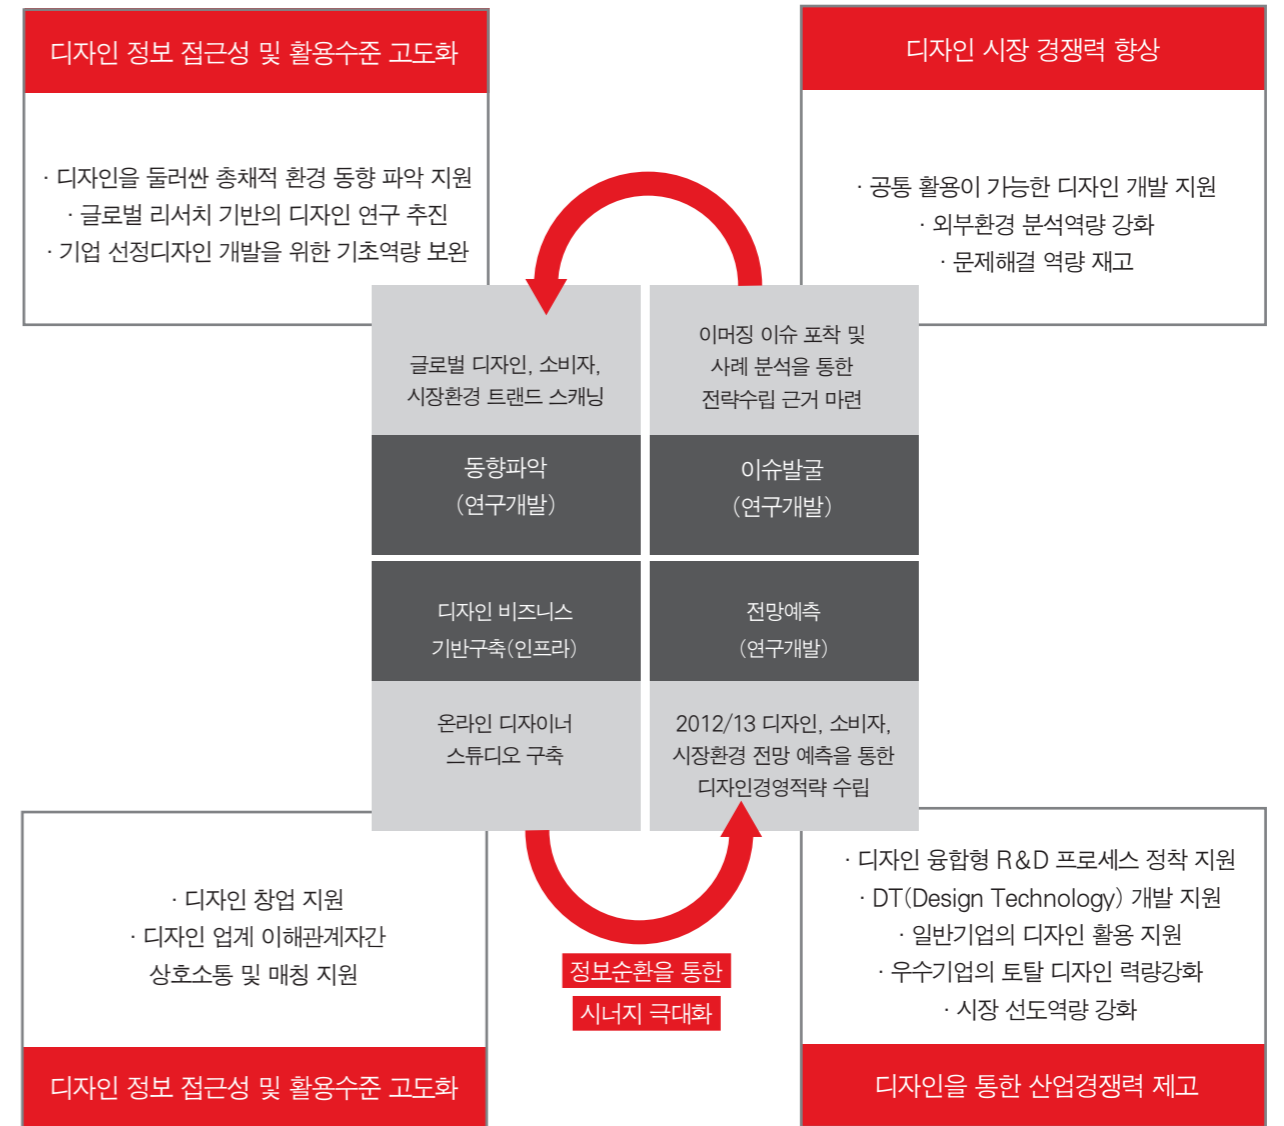 디자인 정보 접근성 및 활용수준 고도화
· 디자인을 둘러싼 총채적 환경 동향 파악 지원
· 글로벌 리서치 기반의 디자인 연구 추진
· 기업 선정디자인 개발을 위한 기초역량 보완
디자인 시장 경쟁력 향상
· 공통 활용이 가능한 디자인 개발 지원
· 외부환경 분석역량 강화
· 문제해결 역량 재고
글로벌 디자인, 소비자,
시장환경 트랜드 스캐닝
동향파악
(연구개발)
이머징 이슈 포착 및
사례 분석을 통한
전략수립 근거 마련
이슈발굴
(연구개발)
디자인 비즈니스
기반구축(인프라)
온라인 디자이너
스튜디오 구축
전망예측
(연구개발)
2012/13 디자인, 소비자,
시장환경 전망 예측을 통한
디자인경영적략 수립
· 디자인 창업 지원
· 디자인 업계 이해관계자간
상호소통 및 매칭 지원
디자인 정보 접근성 및 활용수준 고도화
정보순환을 통한
시너지 극대화
· 디자인 융합형 R&D 프로세스 정착 지원
· DT(Design Technology) 개발 지원
· 일반기업의 디자인 활용 지원
· 우수기업의 토탈 디자인 력량강화
· 시장 선도역량 강화
디자인을 통한 산업경쟁력 제고